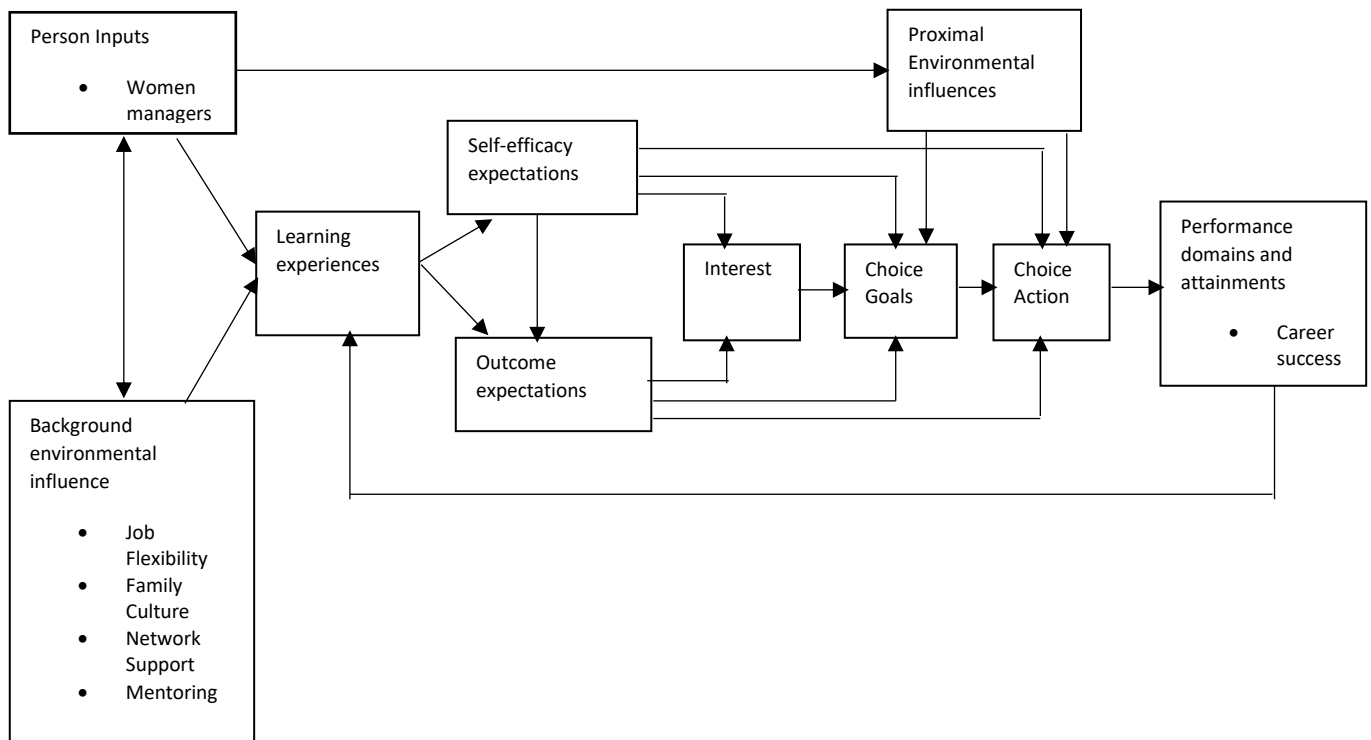 Person Inputs
• Women
managers
Proximal
Environmental
influences
Self-efficacy
expectations
Learning
experiences
Interest
Choice
Goals
Choice
Action
Performance
domains and
attainments
• Career
success
Outcome
expectations
Background
environmental
influence
• Job
Flexibility
• Family
Culture
• Network
Support
• Mentoring